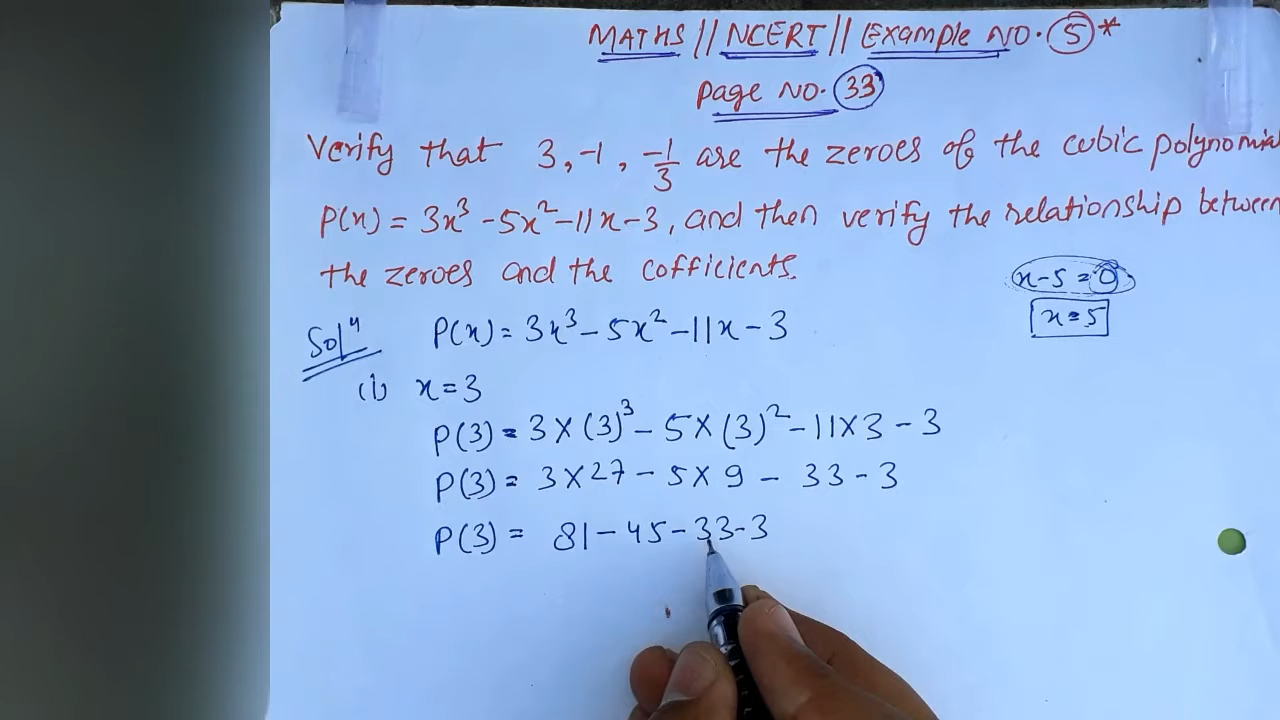 MATHS // NCERT // Example NO. 5*
Page NO. 33
Verify that 3, -1, -1/3 are the zeroes of the cubic polynomial
P(x) = 3x³ - 5x² - 11x - 3, and then verify the relationship between
the zeroes and the cofficients.
x - 5 = 0
x = 5
Solⁿ P(x) = 3x³ - 5x² - 11x - 3
(i) x = 3
P(3) = 3 × (3)³ - 5 × (3)² - 11 × 3 - 3
P(3) = 3 × 27 - 5 × 9 - 33 - 3
P(3) = 81 - 45 - 33 - 3